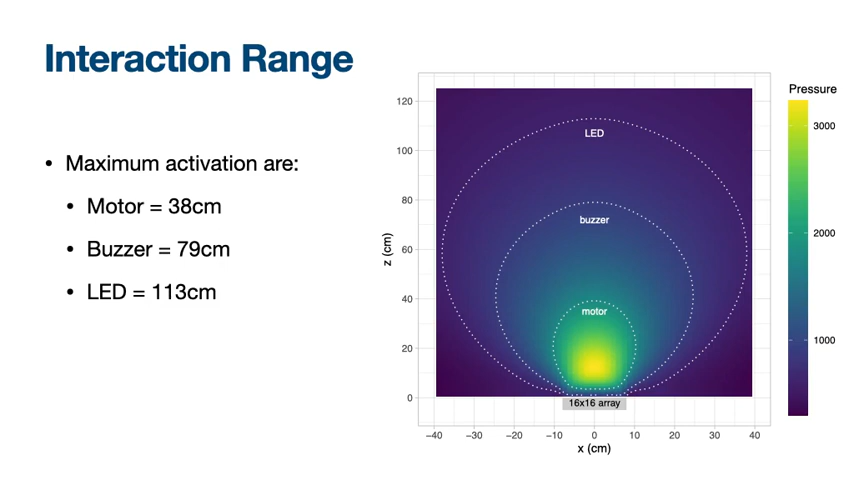 Interaction Range
• Maximum activation are:
• Motor = 38cm
• Buzzer = 79cm
• LED = 113cm
z (cm)
120
100
80
60
40
20
0
LED
buzzer
motor
16x16 array
−40 −30 −20 −10 0 10 20 30 40
x (cm)
Pressure
3000
2000
1000